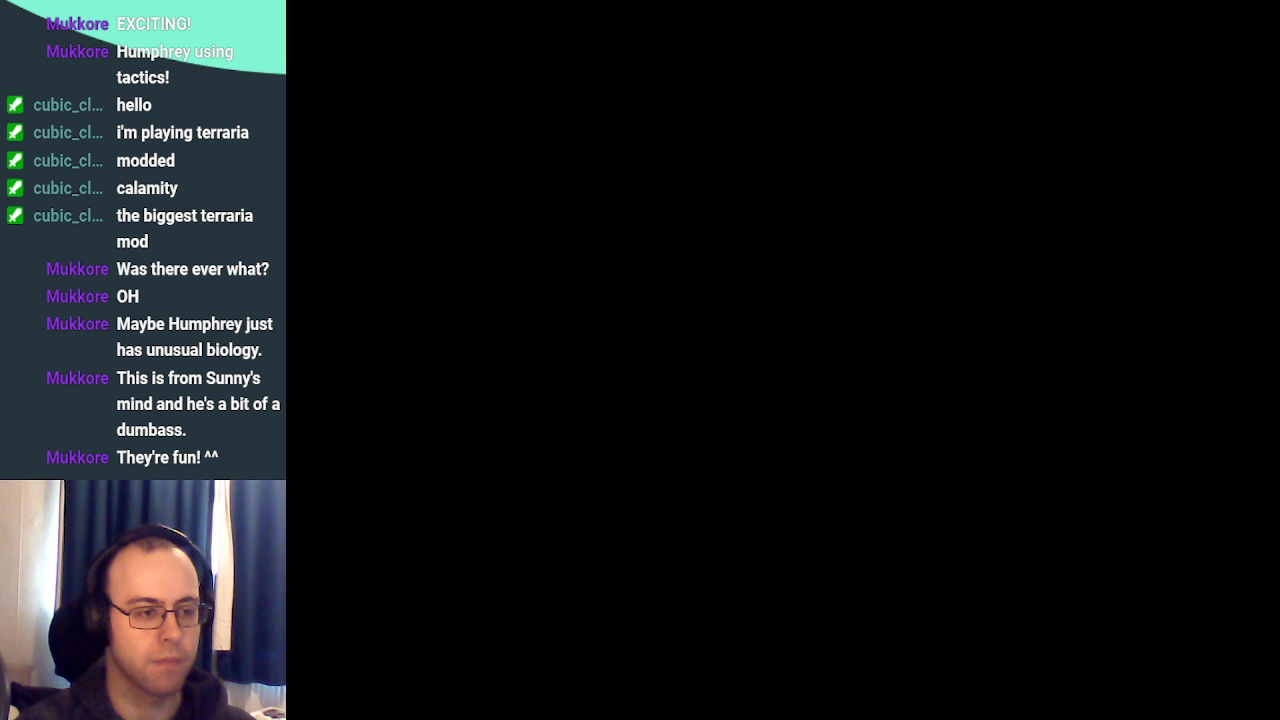 Mukkore EXCITING!
Mukkore Humphrey using
tactics!
cubic_cl... hello
cubic_cl... i'm playing terraria
cubic_cl... modded
cubic_cl... calamity
cubic_cl... the biggest terraria
mod
Mukkore Was there ever what?
Mukkore OH
Mukkore Maybe Humphrey just
has unusual biology.
Mukkore This is from Sunny's
mind and he's a bit of a
dumbass.
Mukkore They're fun! ^^